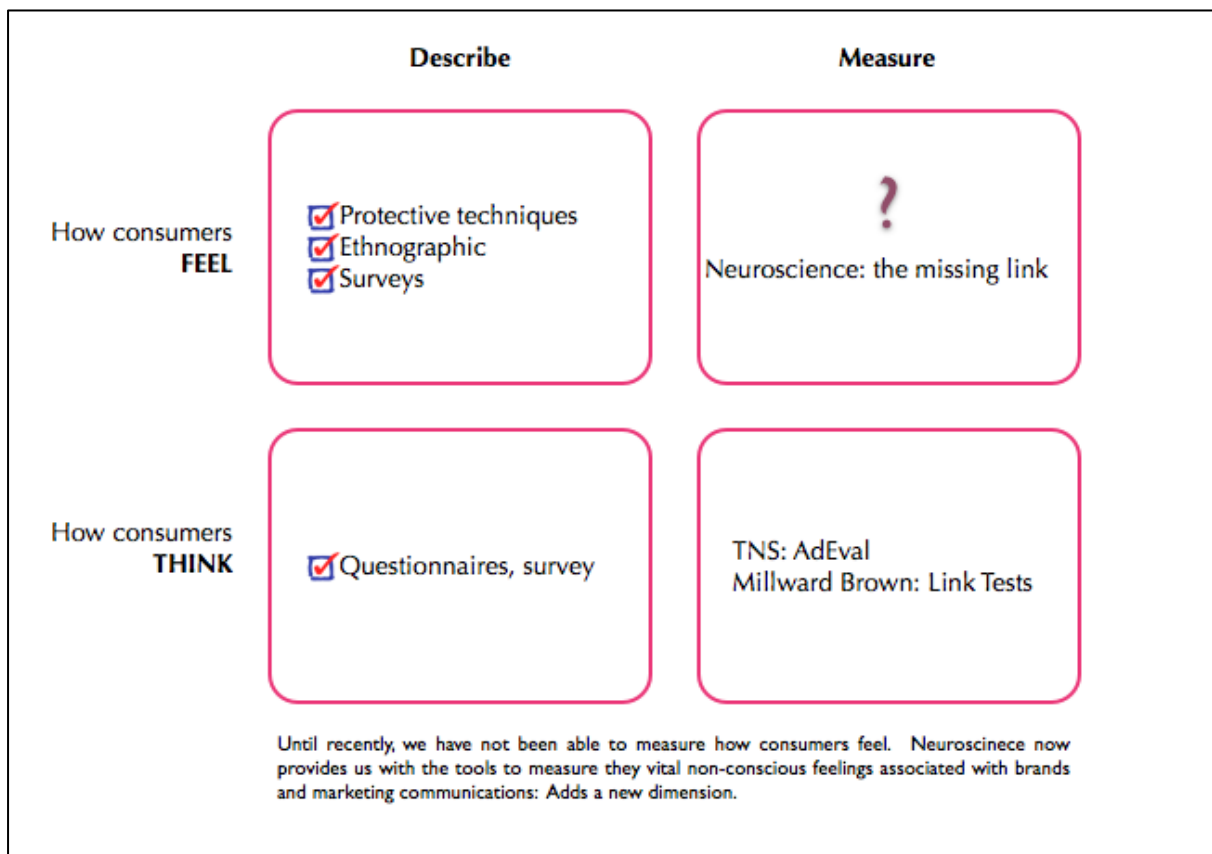 Describe
Measure
How consumers
FEEL
Protective techniques
Ethnographic
Surveys
?
Neuroscience: the missing link
How consumers
THINK
Questionnaires, survey
TNS: AdEval
Millward Brown: Link Tests
Until recently, we have not been able to measure how consumers feel. Neuroscinece now
provides us with the tools to measure they vital non-conscious feelings associated with brands
and marketing communications: Adds a new dimension.